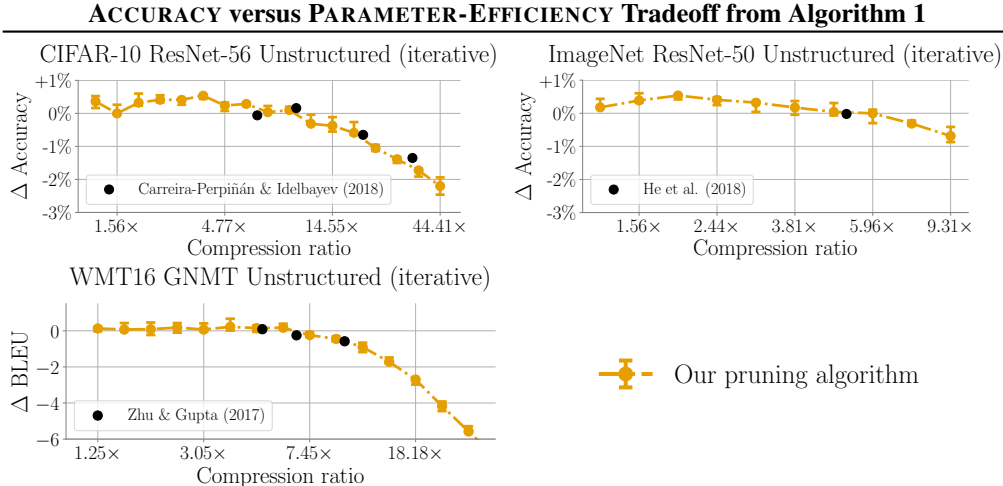 ACCURACY versus PARAMETER-EFFICIENCY Tradeoff from Algorithm 1
CIFAR-10 ResNet-56 Unstructured (iterative)
+1%
0%
-1%
-2%
-3%
Δ Accuracy
Carreira-Perpiñán & Idelbayev (2018)
1.56× 4.77× 14.55× 44.41×
Compression ratio
ImageNet ResNet-50 Unstructured (iterative)
+1%
0%
-1%
-2%
-3%
Δ Accuracy
He et al. (2018)
1.56× 2.44× 3.81× 5.96× 9.31×
Compression ratio
WMT16 GNMT Unstructured (iterative)
0
−2
−4
−6
Δ BLEU
Zhu & Gupta (2017)
1.25× 3.05× 7.45× 18.18×
Compression ratio
Our pruning algorithm